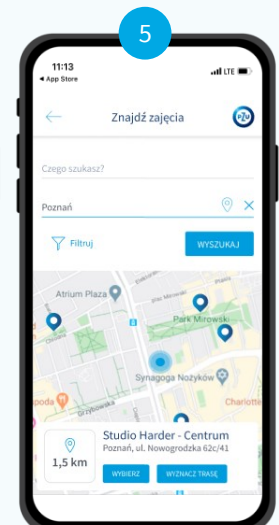 5
11:13
LTE
◀ App Store
Znajdź zajęcia
PZU
Czego szukasz?
Poznań
Filtruj
WYSZUKAJ
Atrium Plaza
Park Mirowski
Synagoga Nożyków
Grzybowska
Charlotte
Studio Harder - Centrum
Poznań, ul. Nowogrodzka 62c/41
1,5 km
WYBIERZ
WYZNACZ TRASĘ